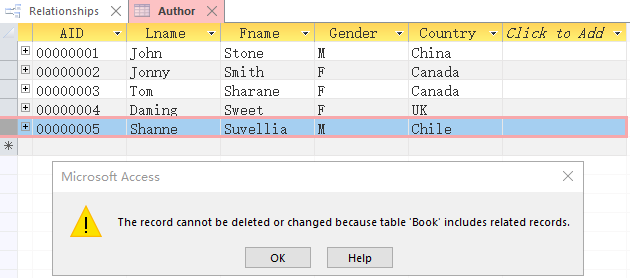 Relationships Author
AID Lname Fname Gender Country Click to Add
00000001 John Stone M China
00000002 Jonny Smith F Canada
00000003 Tom Sharane F Canada
00000004 Daming Sweet F UK
00000005 Shanne Suvellia M Chile
Microsoft Access
The record cannot be deleted or changed because table 'Book' includes related records.
OK Help